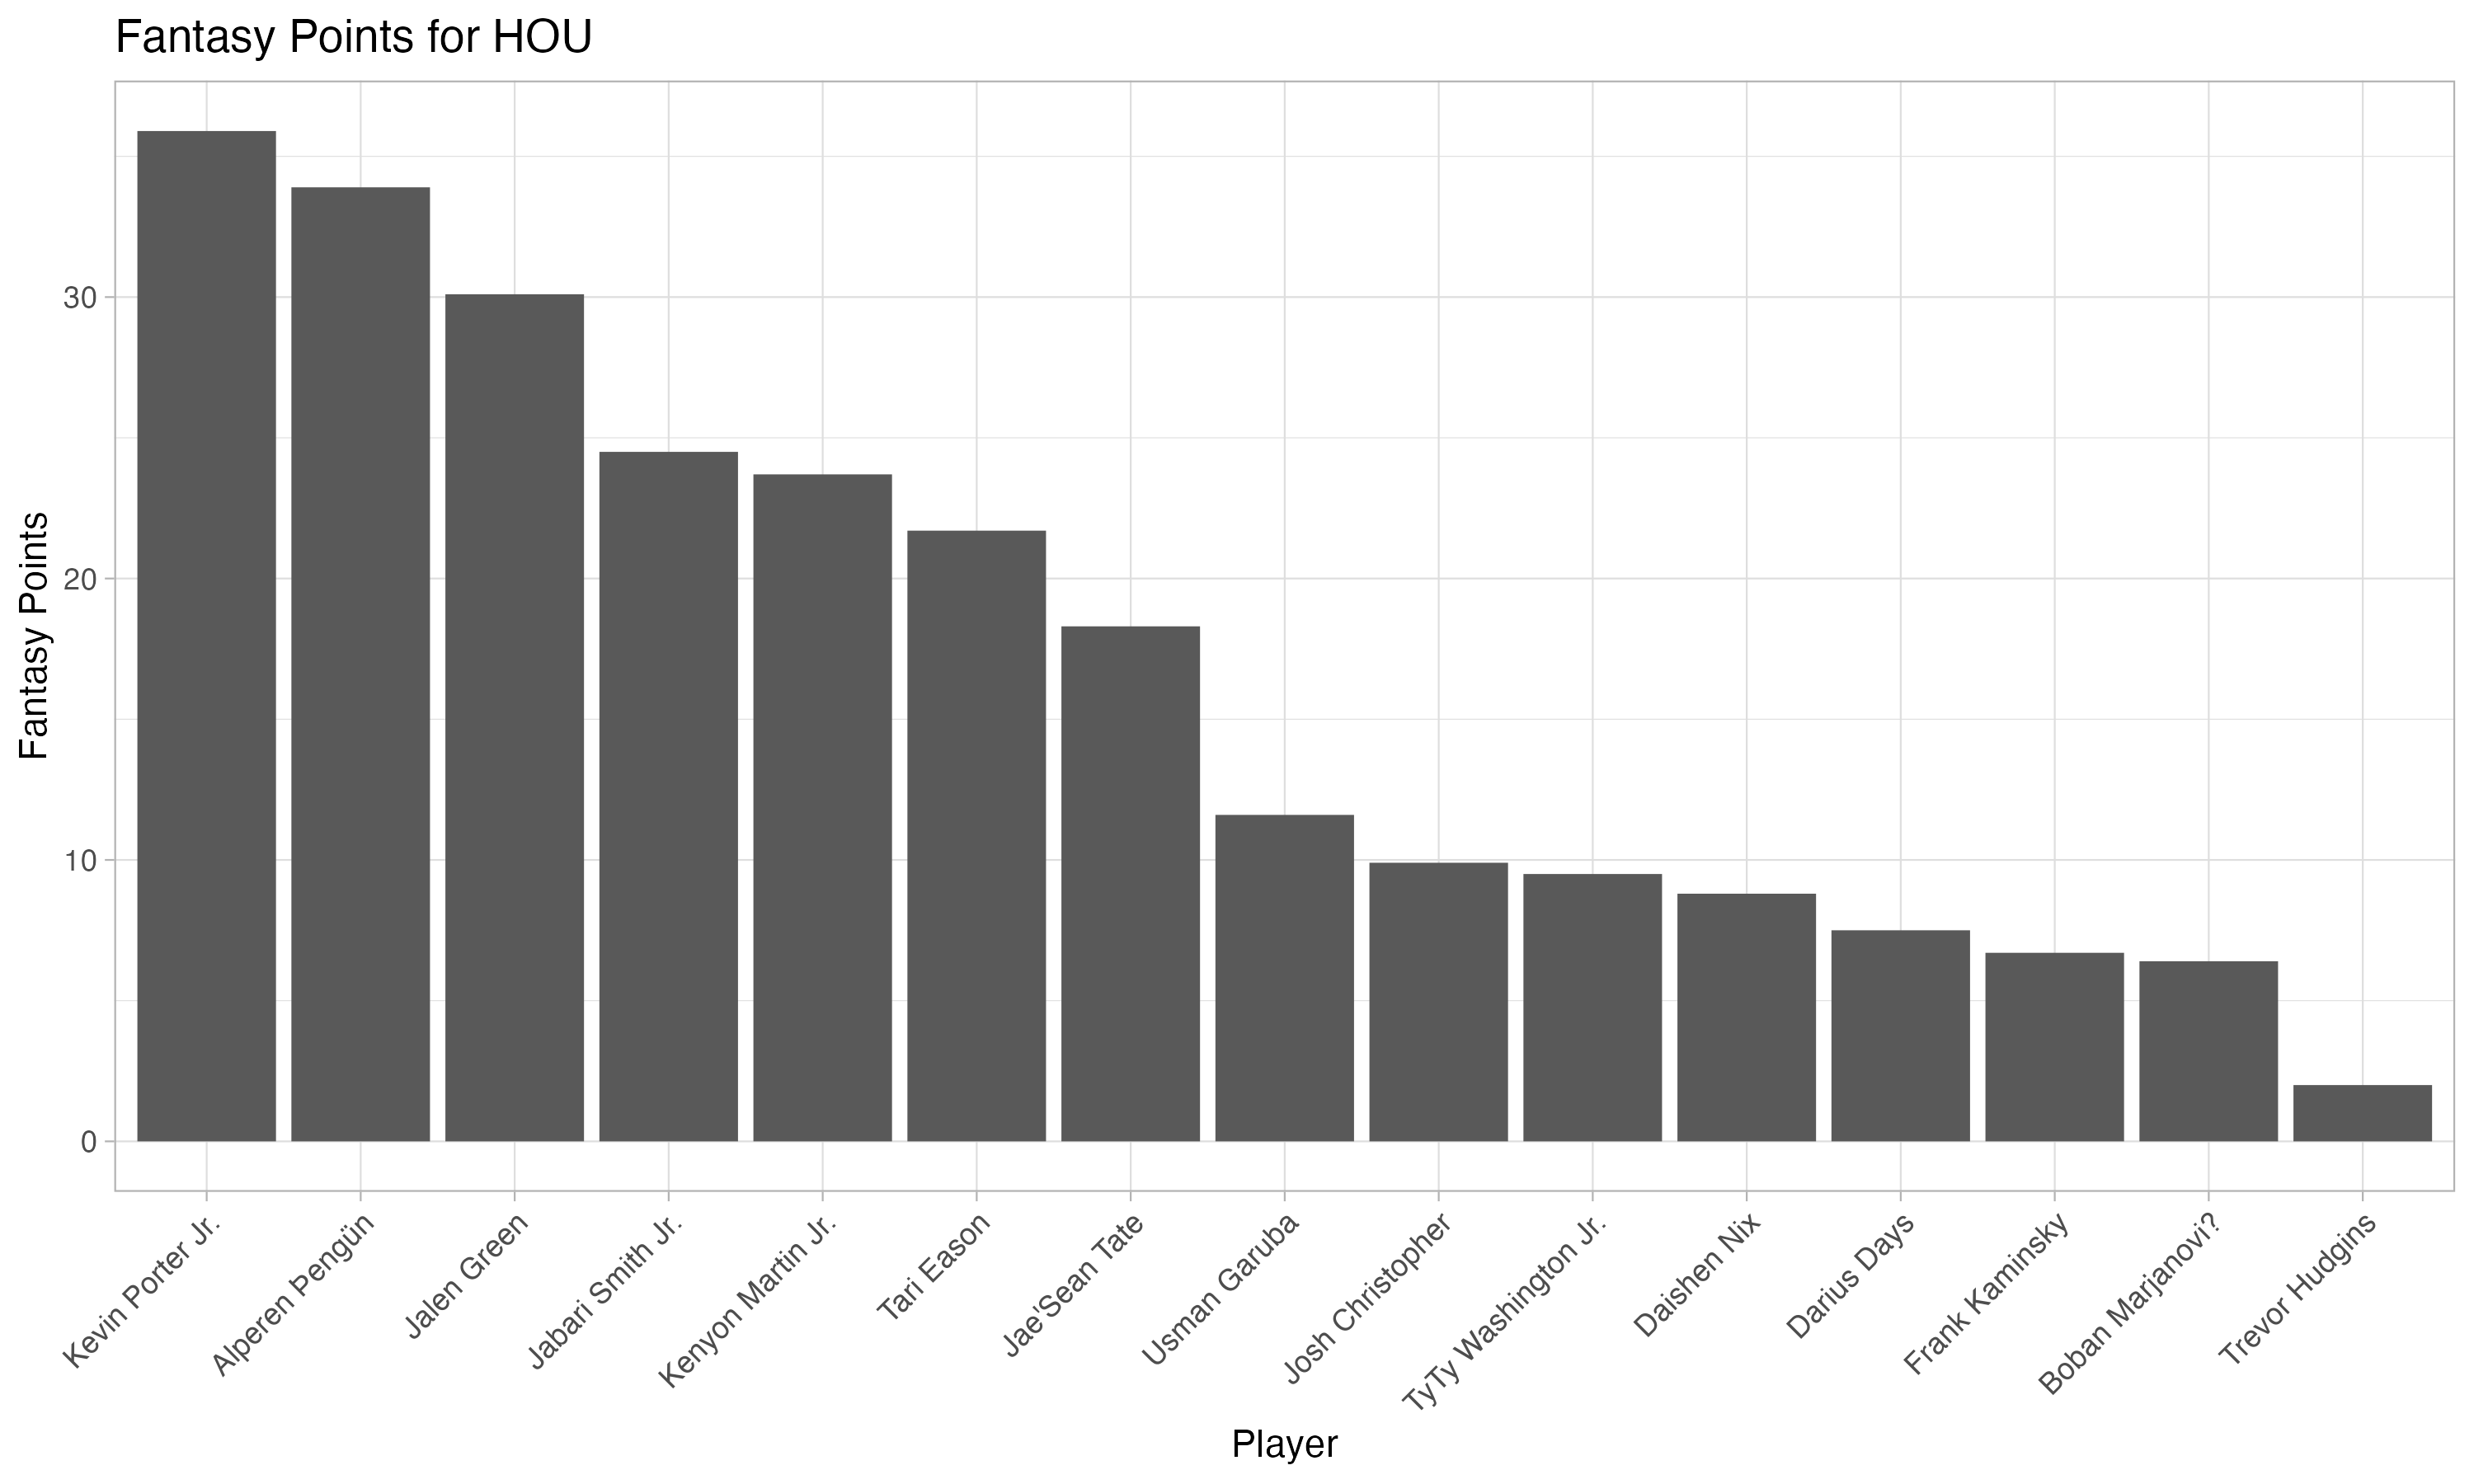 Fantasy Points for HOU
Fantasy Points
30
20
10
0
Kevin Porter Jr.
Alperen Pengün
Jalen Green
Jabari Smith Jr.
Kenyon Martin Jr.
Tari Eason
Jae'Sean Tate
Usman Garuba
Josh Christopher
TyTy Washington Jr.
Daishen Nix
Darius Days
Frank Kaminsky
Boban Marjanovi?
Trevor Hudgins
Player